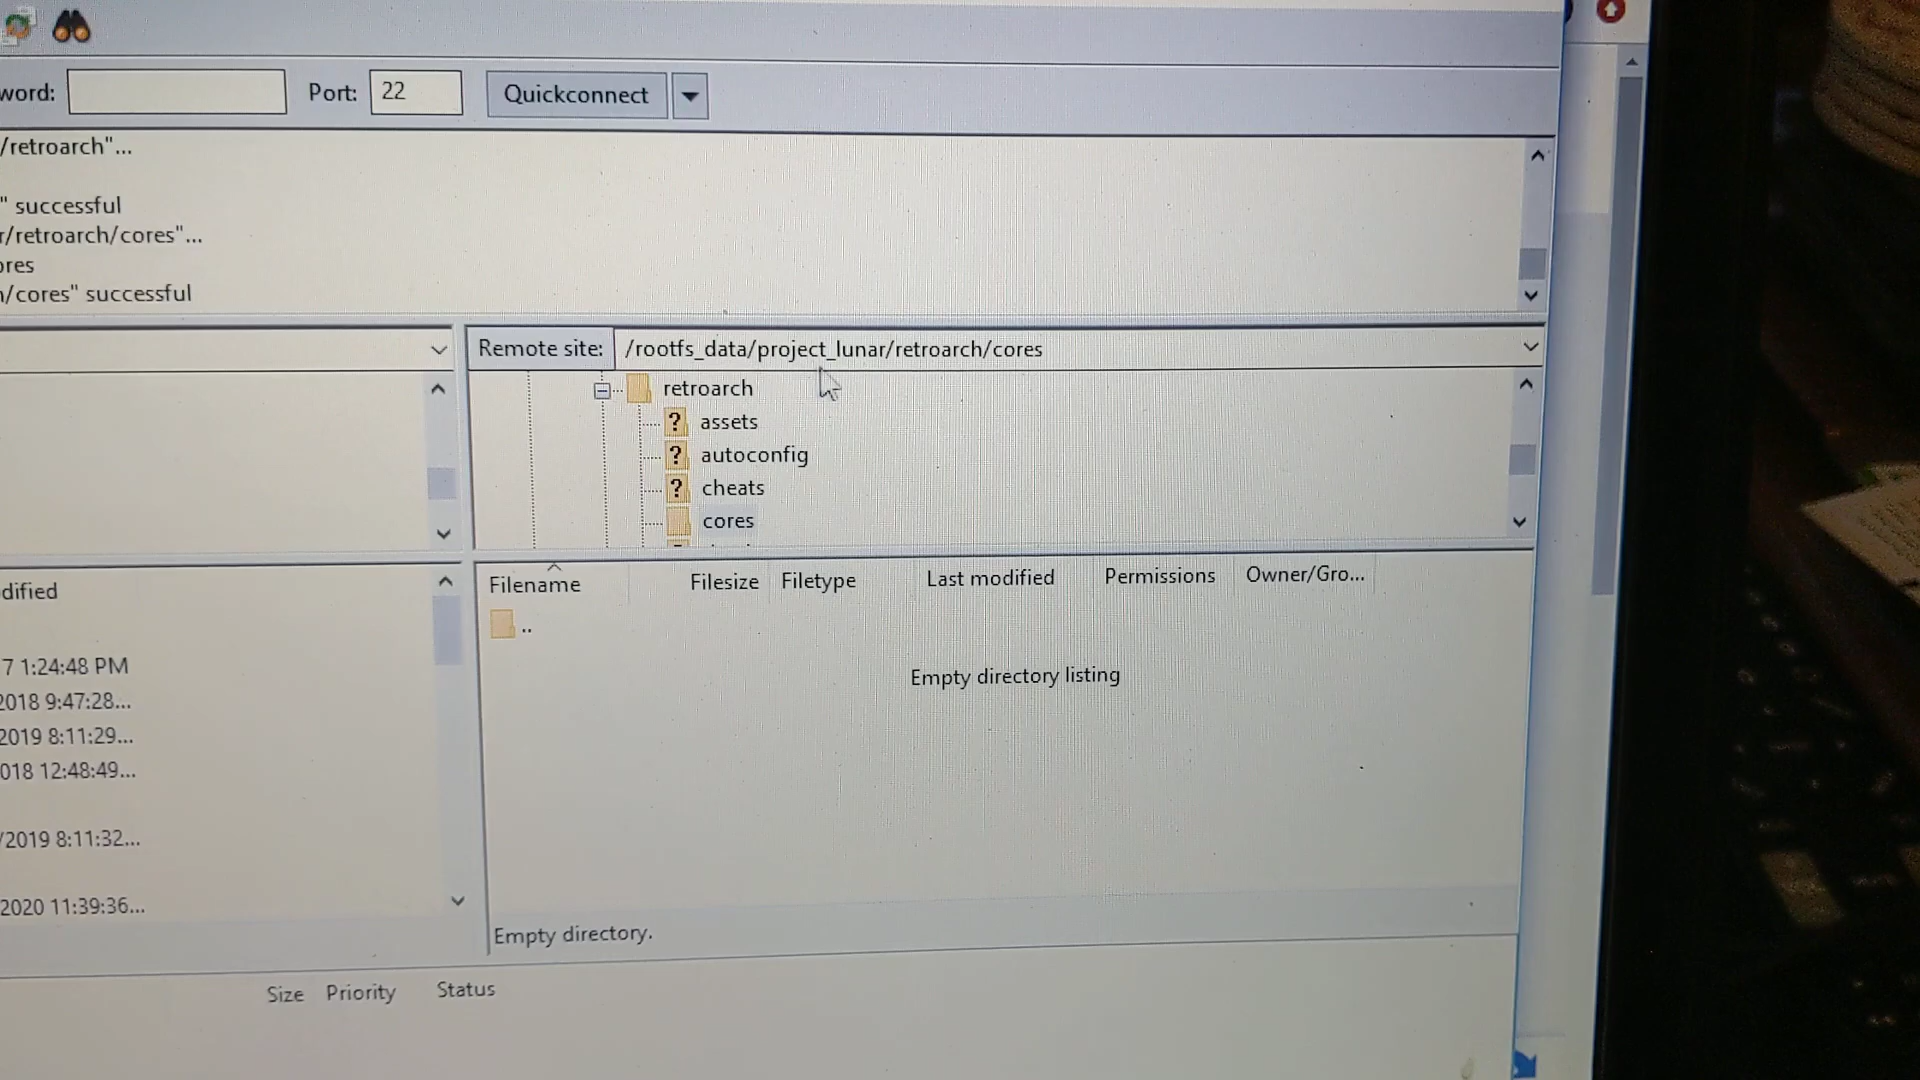 word: Port: 22 Quickconnect
/retroarch"...
" successful
r/retroarch/cores"...
ores
/cores" successful
Remote site: /rootfs_data/project_lunar/retroarch/cores
retroarch
? assets
? autoconfig
? cheats
cores
dified
7 1:24:48 PM
2018 9:47:28...
2019 8:11:29...
018 12:48:49...
/2019 8:11:32...
2020 11:39:36...
Filename Filesize Filetype Last modified Permissions Owner/Gro...
..
Empty directory listing
Empty directory.
Size Priority Status